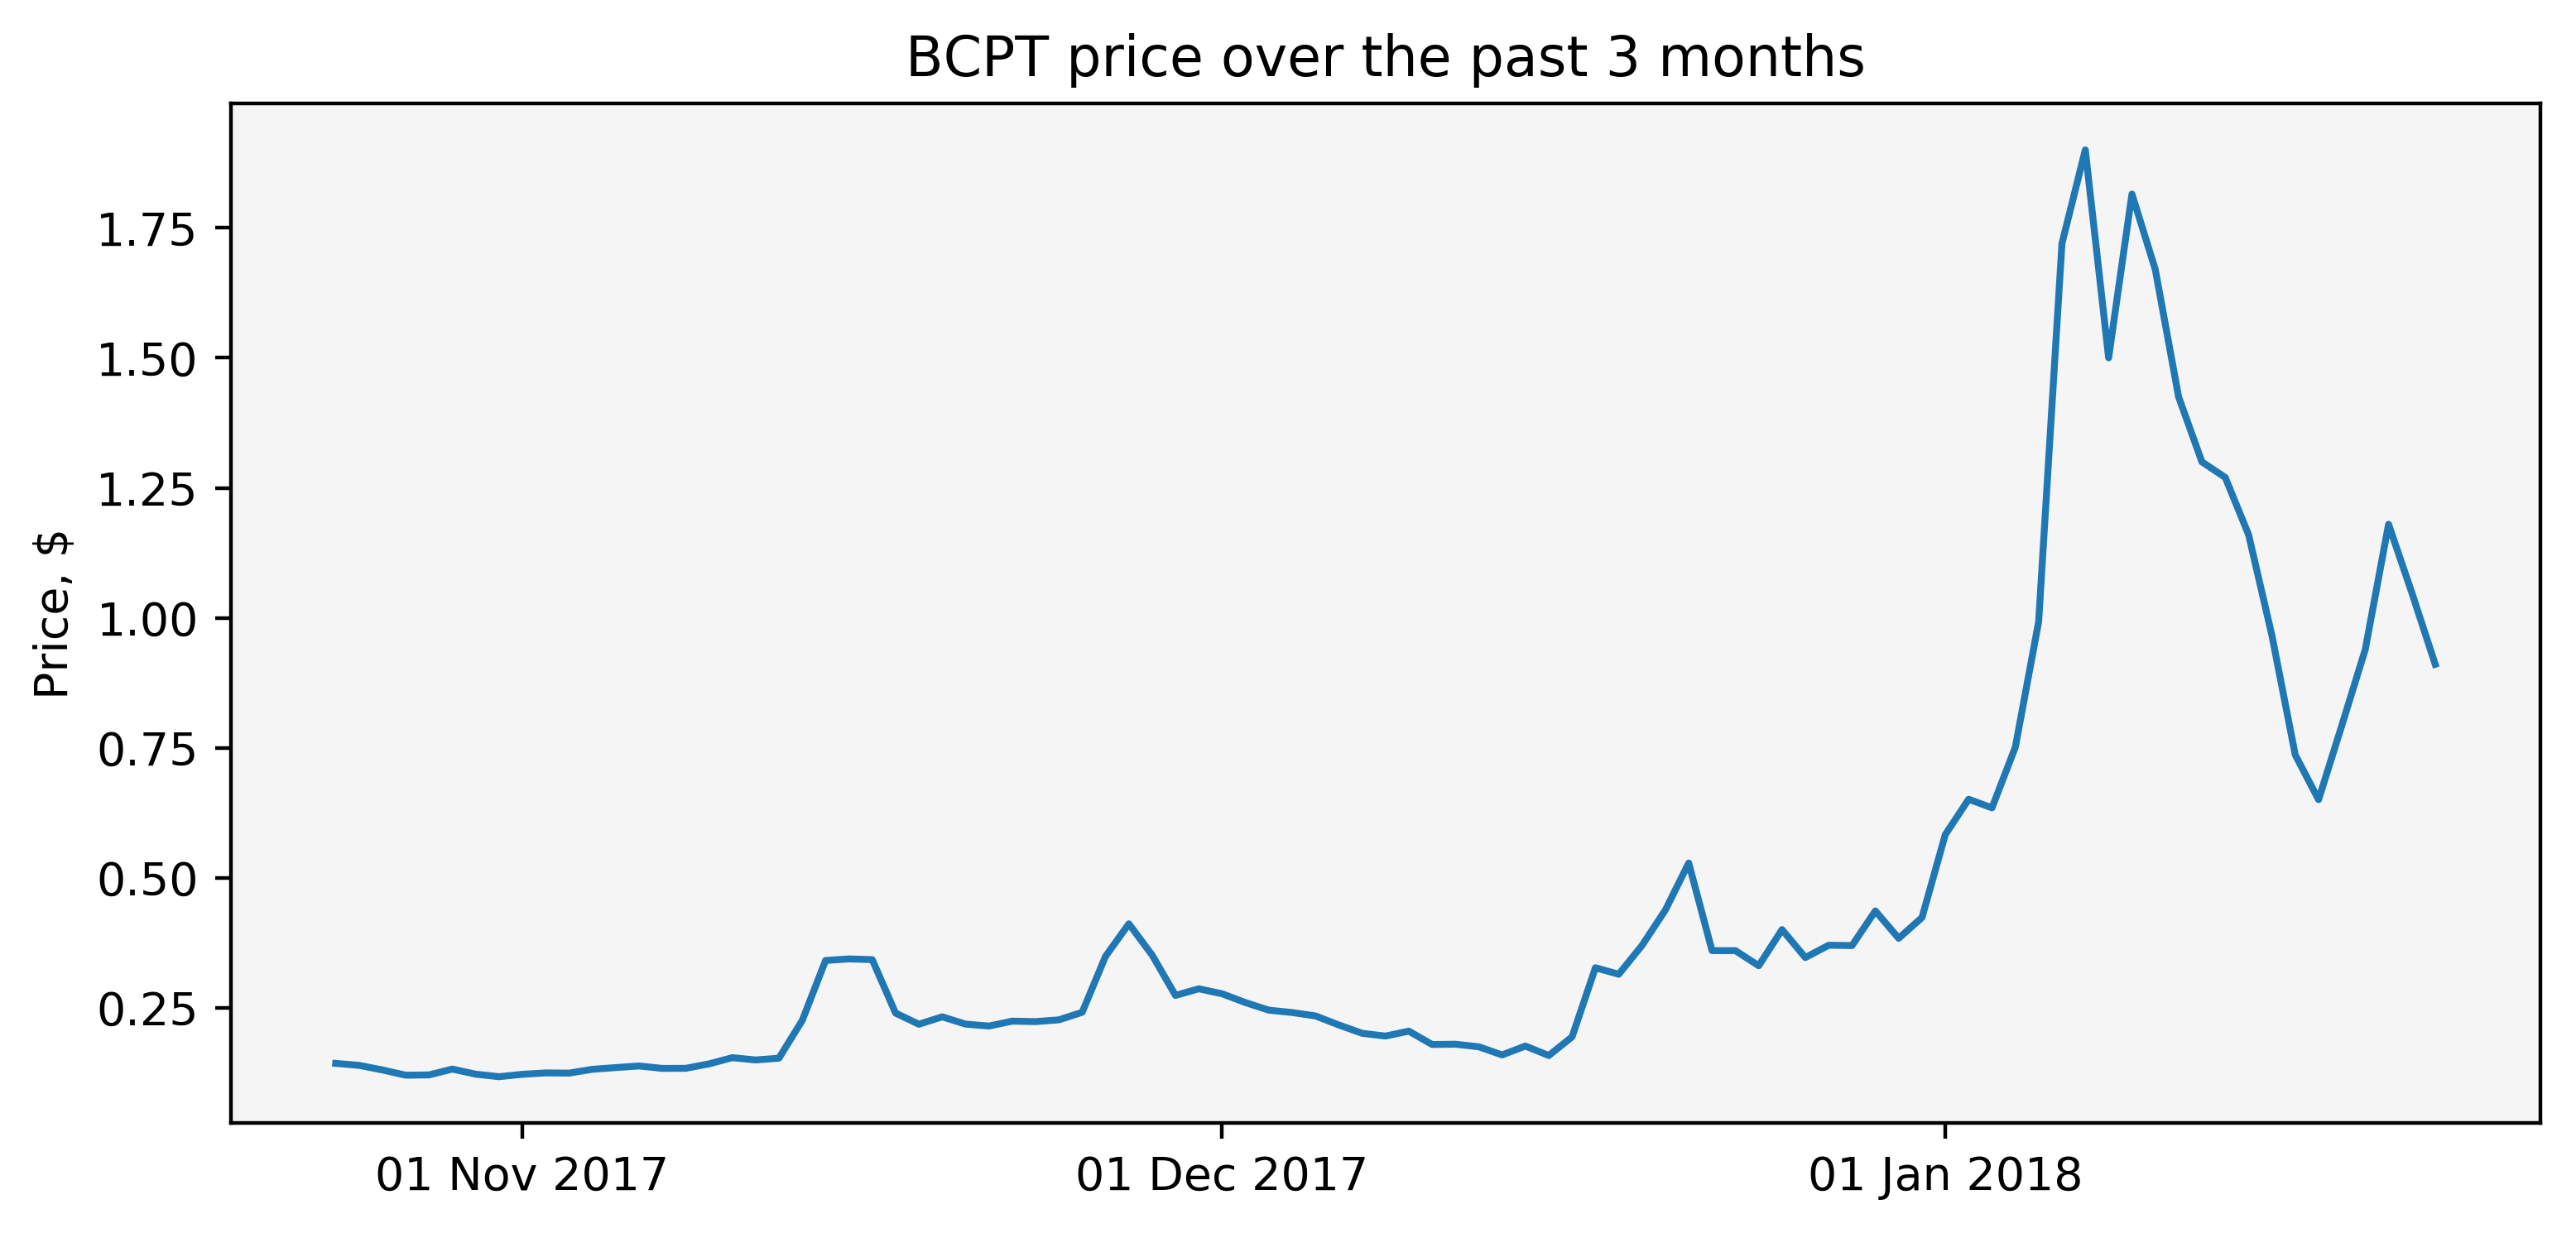 BCPT price over the past 3 months
Price, $
1.75
1.50
1.25
1.00
0.75
0.50
0.25
01 Nov 2017
01 Dec 2017
01 Jan 2018